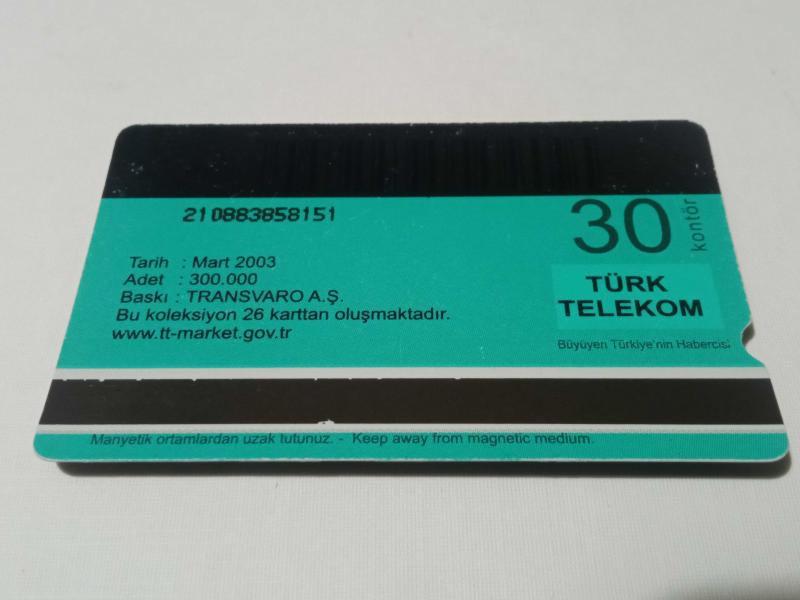 210883858151
30 kontör
Tarih : Mart 2003
Adet : 300.000
Baskı : TRANSVARO A.Ş.
Bu koleksiyon 26 karttan oluşmaktadır.
www.tt-market.gov.tr
TÜRK
TELEKOM
Büyüyen Türkiye'nin Habercisi
Manyetik ortamlardan uzak tutunuz. - Keep away from magnetic medium.